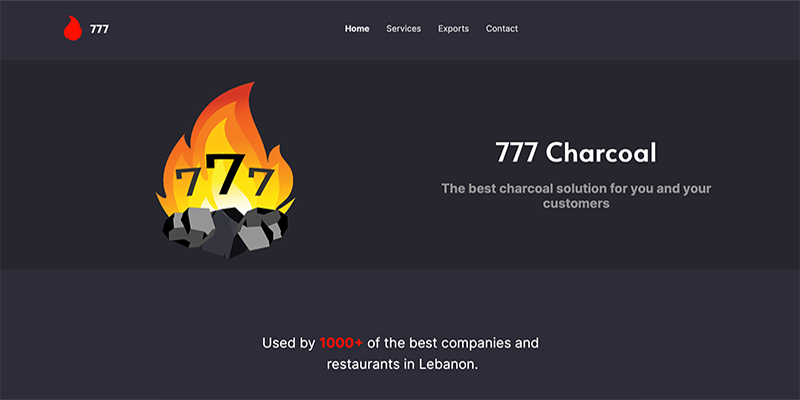 777
Home Services Exports Contact
777
777 Charcoal
The best charcoal solution for you and your
customers
Used by 1000+ of the best companies and
restaurants in Lebanon.